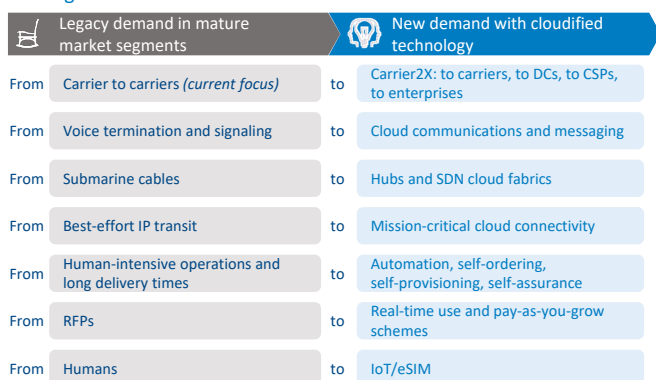 Legacy demand in mature
market segments
New demand with cloudified
technology
From Carrier to carriers (current focus) to Carrier2X: to carriers, to DCs, to CSPs,
to enterprises
From Voice termination and signaling to Cloud communications and messaging
From Submarine cables to Hubs and SDN cloud fabrics
From Best-effort IP transit to Mission-critical cloud connectivity
From Human-intensive operations and
long delivery times
to Automation, self-ordering,
self-provisioning, self-assurance
From RFPs to Real-time use and pay-as-you-grow
schemes
From Humans to IoT/eSIM